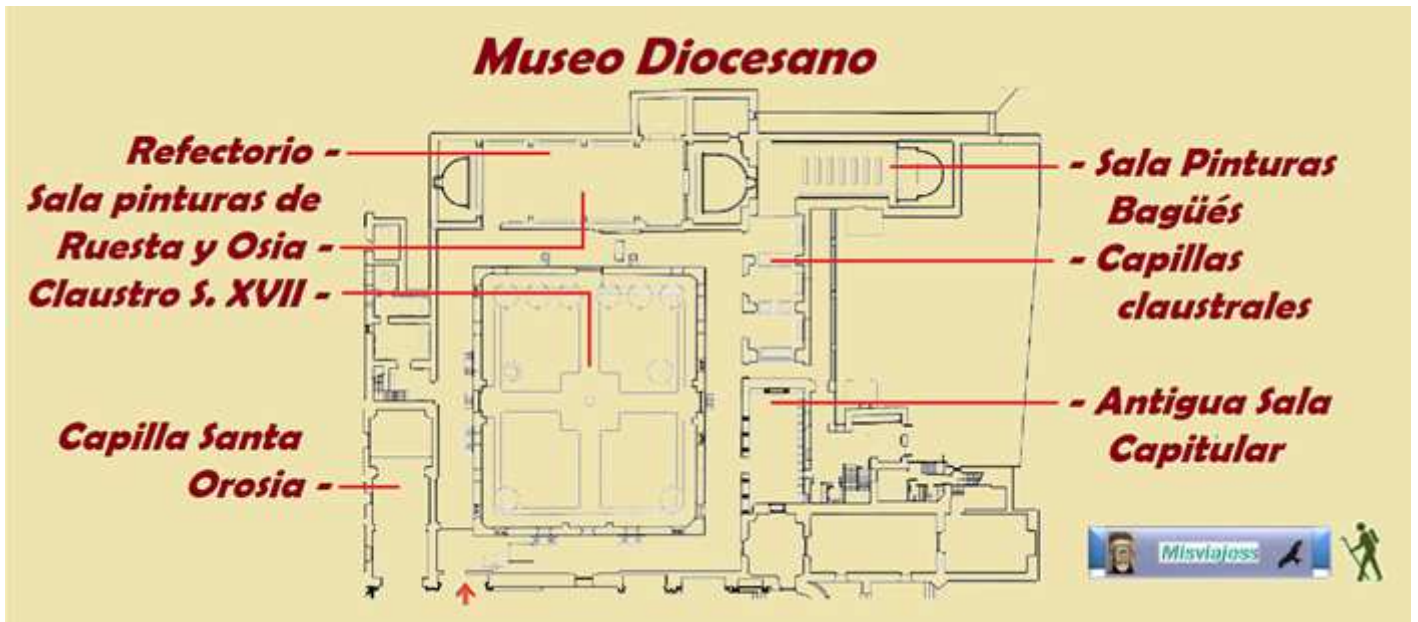 Museo Diocesano
Refectorio -
Sala pinturas de
Ruesta y Osia -
Claustro S. XVII -
Capilla Santa
Orosia -
- Sala Pinturas
Bagüés
- Capillas
claustrales
- Antigua Sala
Capitular
Misviajoss